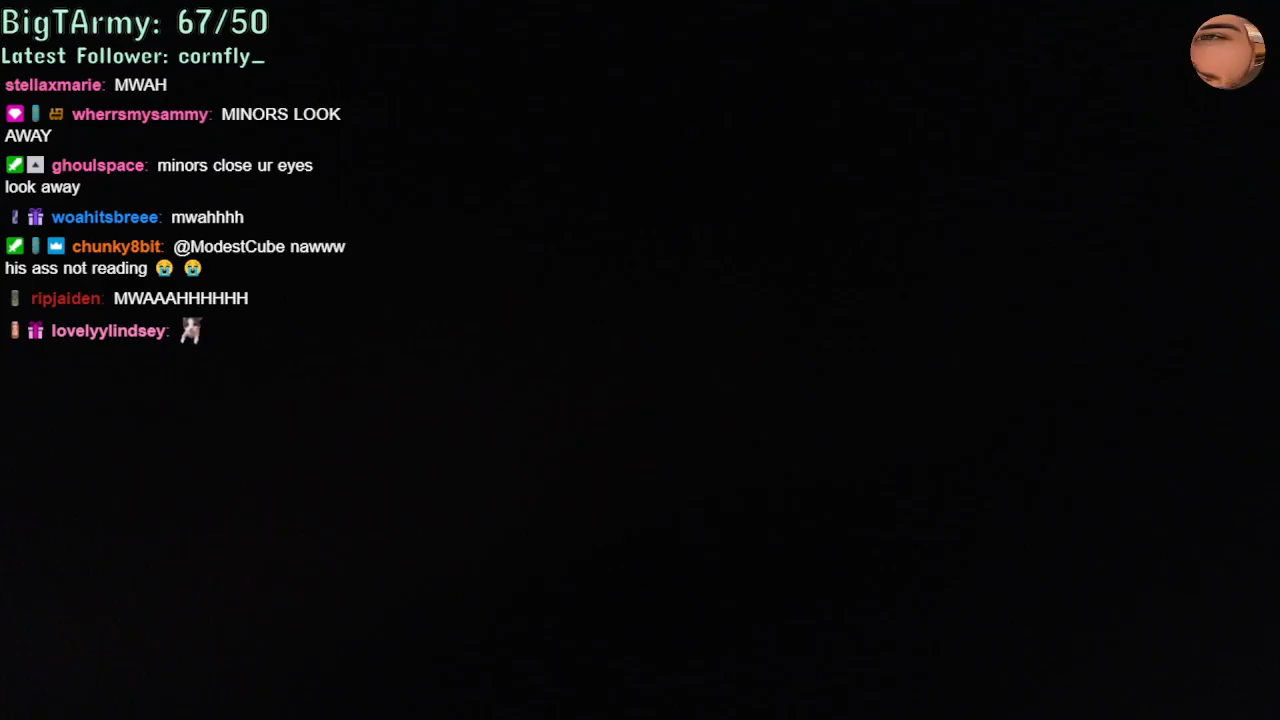 BigTArmy: 67/50
Latest Follower: cornfly_
stellaxmarie: MWAH
wherrsmysammy: MINORS LOOK
AWAY
ghoulspace: minors close ur eyes
look away
woahitsbreee: mwahhhh
chunky8bit: @ModestCube nawww
his ass not reading 😭 😭
ripjaiden: MWAAAHHHHHH
lovelyylindsey: